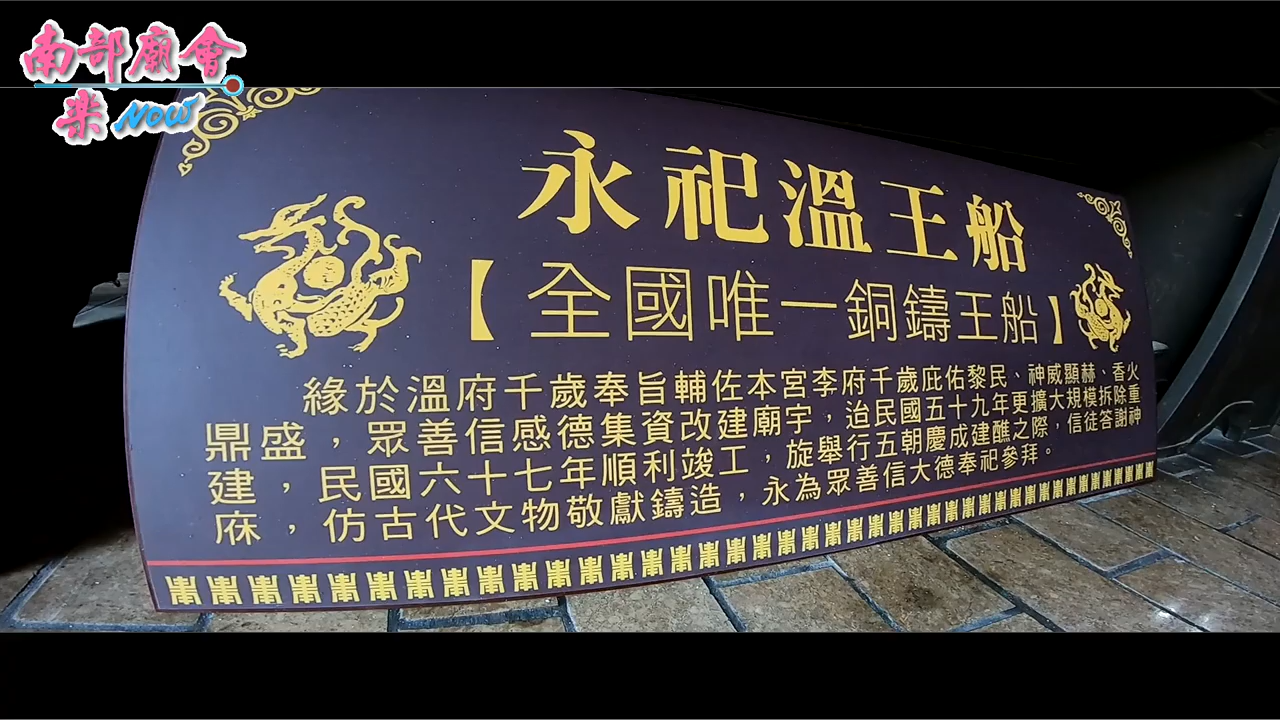 南部廟會
楽 NOW
永祀溫王船
【全國唯一銅鑄王船】
緣於溫府千歲奉旨輔佐本宮李府千歲庇佑黎民、神威顯赫、香火
鼎盛，眾善信感德集資改建廟宇，迨民國五十九年更擴大規模拆除重
建，民國六十七年順利竣工，旋舉行五朝慶成建醮之際，信徒答謝神
庥，仿古代文物敬獻鑄造，永為眾善信大德奉祀參拜。